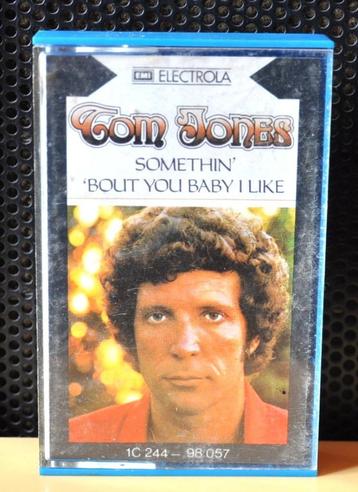 EMI ELECTROLA
Tom Jones
SOMETHIN'
'BOUT YOU BABY I LIKE
1C 244 – 98 057